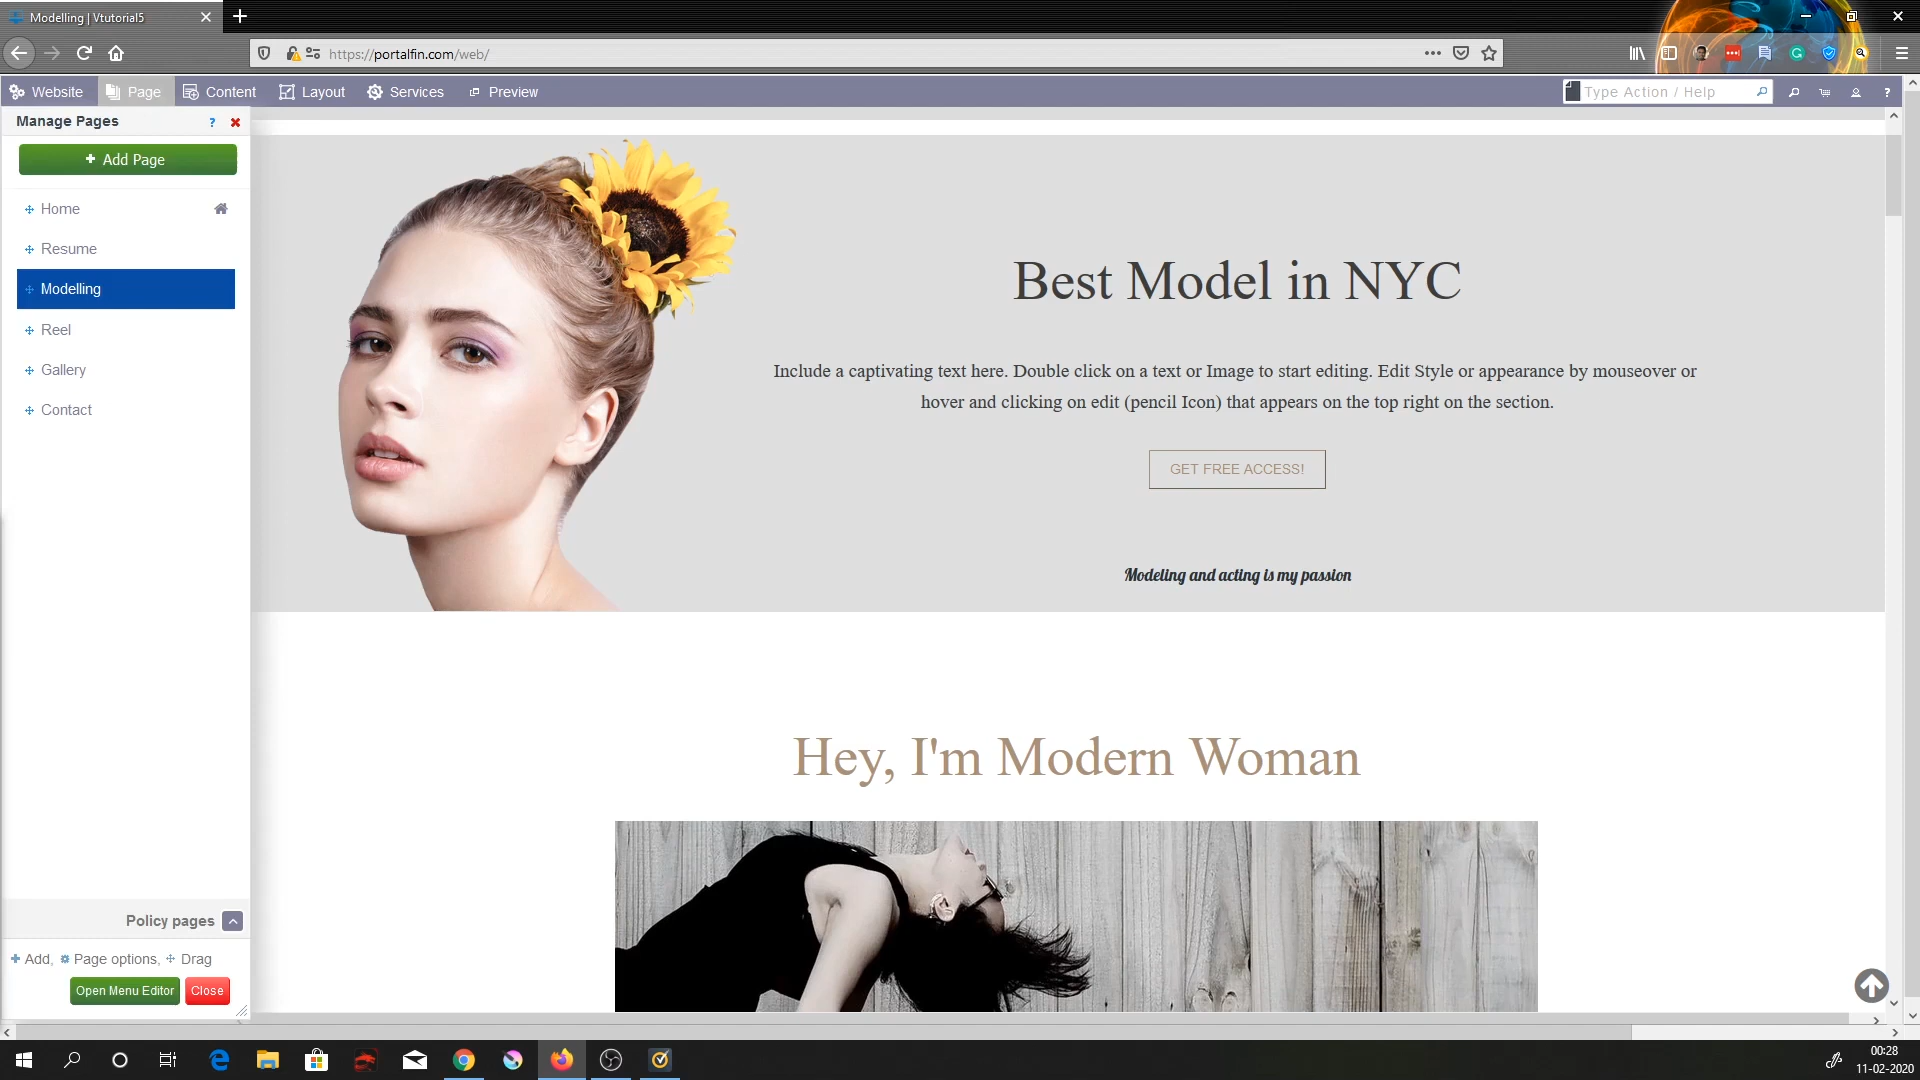 Modelling | Vtutorial5
https://portalfin.com/web/
Website Page Content Layout Services Preview
Type Action / Help
?
Manage Pages ?
+ Add Page
Home
Resume
Modelling
Reel
Gallery
Contact
Best Model in NYC
Include a captivating text here. Double click on a text or Image to start editing. Edit Style or appearance by mouseover or
hover and clicking on edit (pencil Icon) that appears on the top right on the section.
GET FREE ACCESS!
Modeling and acting is my passion
Hey, I'm Modern Woman
Policy pages
Add, Page options, Drag
Open Menu Editor Close
00:28
11-02-2020